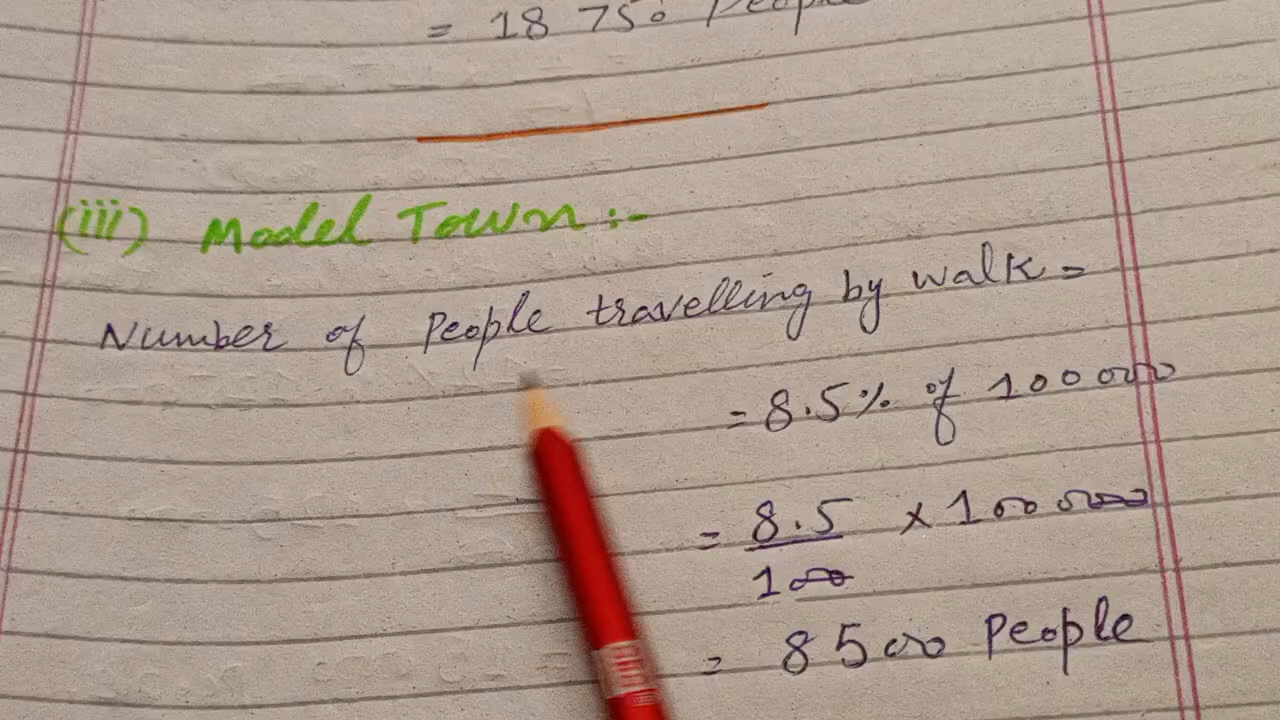 = 18 750 People
(iii) Model Town :-
Number of People travelling by walk =
= 8.5% of 100000
= 8.5/100 × 100000
= 8500 People